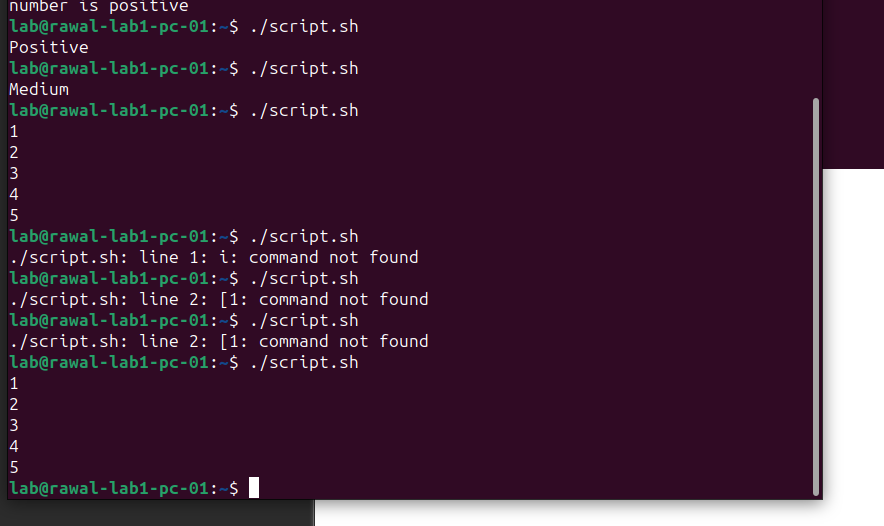 number is positive
lab@rawal-lab1-pc-01:~$ ./script.sh
Positive
lab@rawal-lab1-pc-01:~$ ./script.sh
Medium
lab@rawal-lab1-pc-01:~$ ./script.sh
1
2
3
4
5
lab@rawal-lab1-pc-01:~$ ./script.sh
./script.sh: line 1: i: command not found
lab@rawal-lab1-pc-01:~$ ./script.sh
./script.sh: line 2: [1: command not found
lab@rawal-lab1-pc-01:~$ ./script.sh
./script.sh: line 2: [1: command not found
lab@rawal-lab1-pc-01:~$ ./script.sh
1
2
3
4
5
lab@rawal-lab1-pc-01:~$